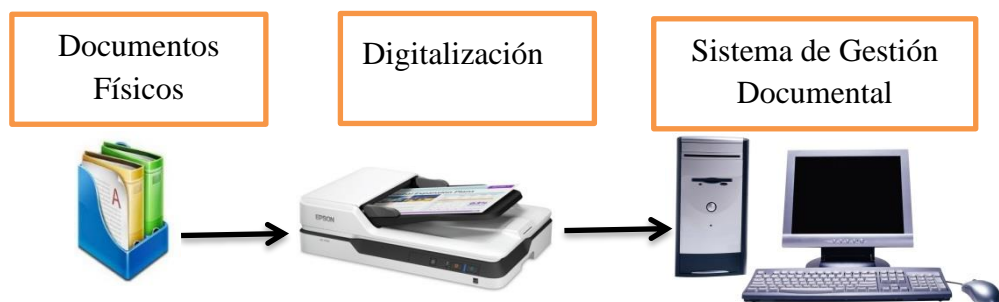 Documentos
Físicos
Digitalización
Sistema de Gestión
Documental
A
EPSON